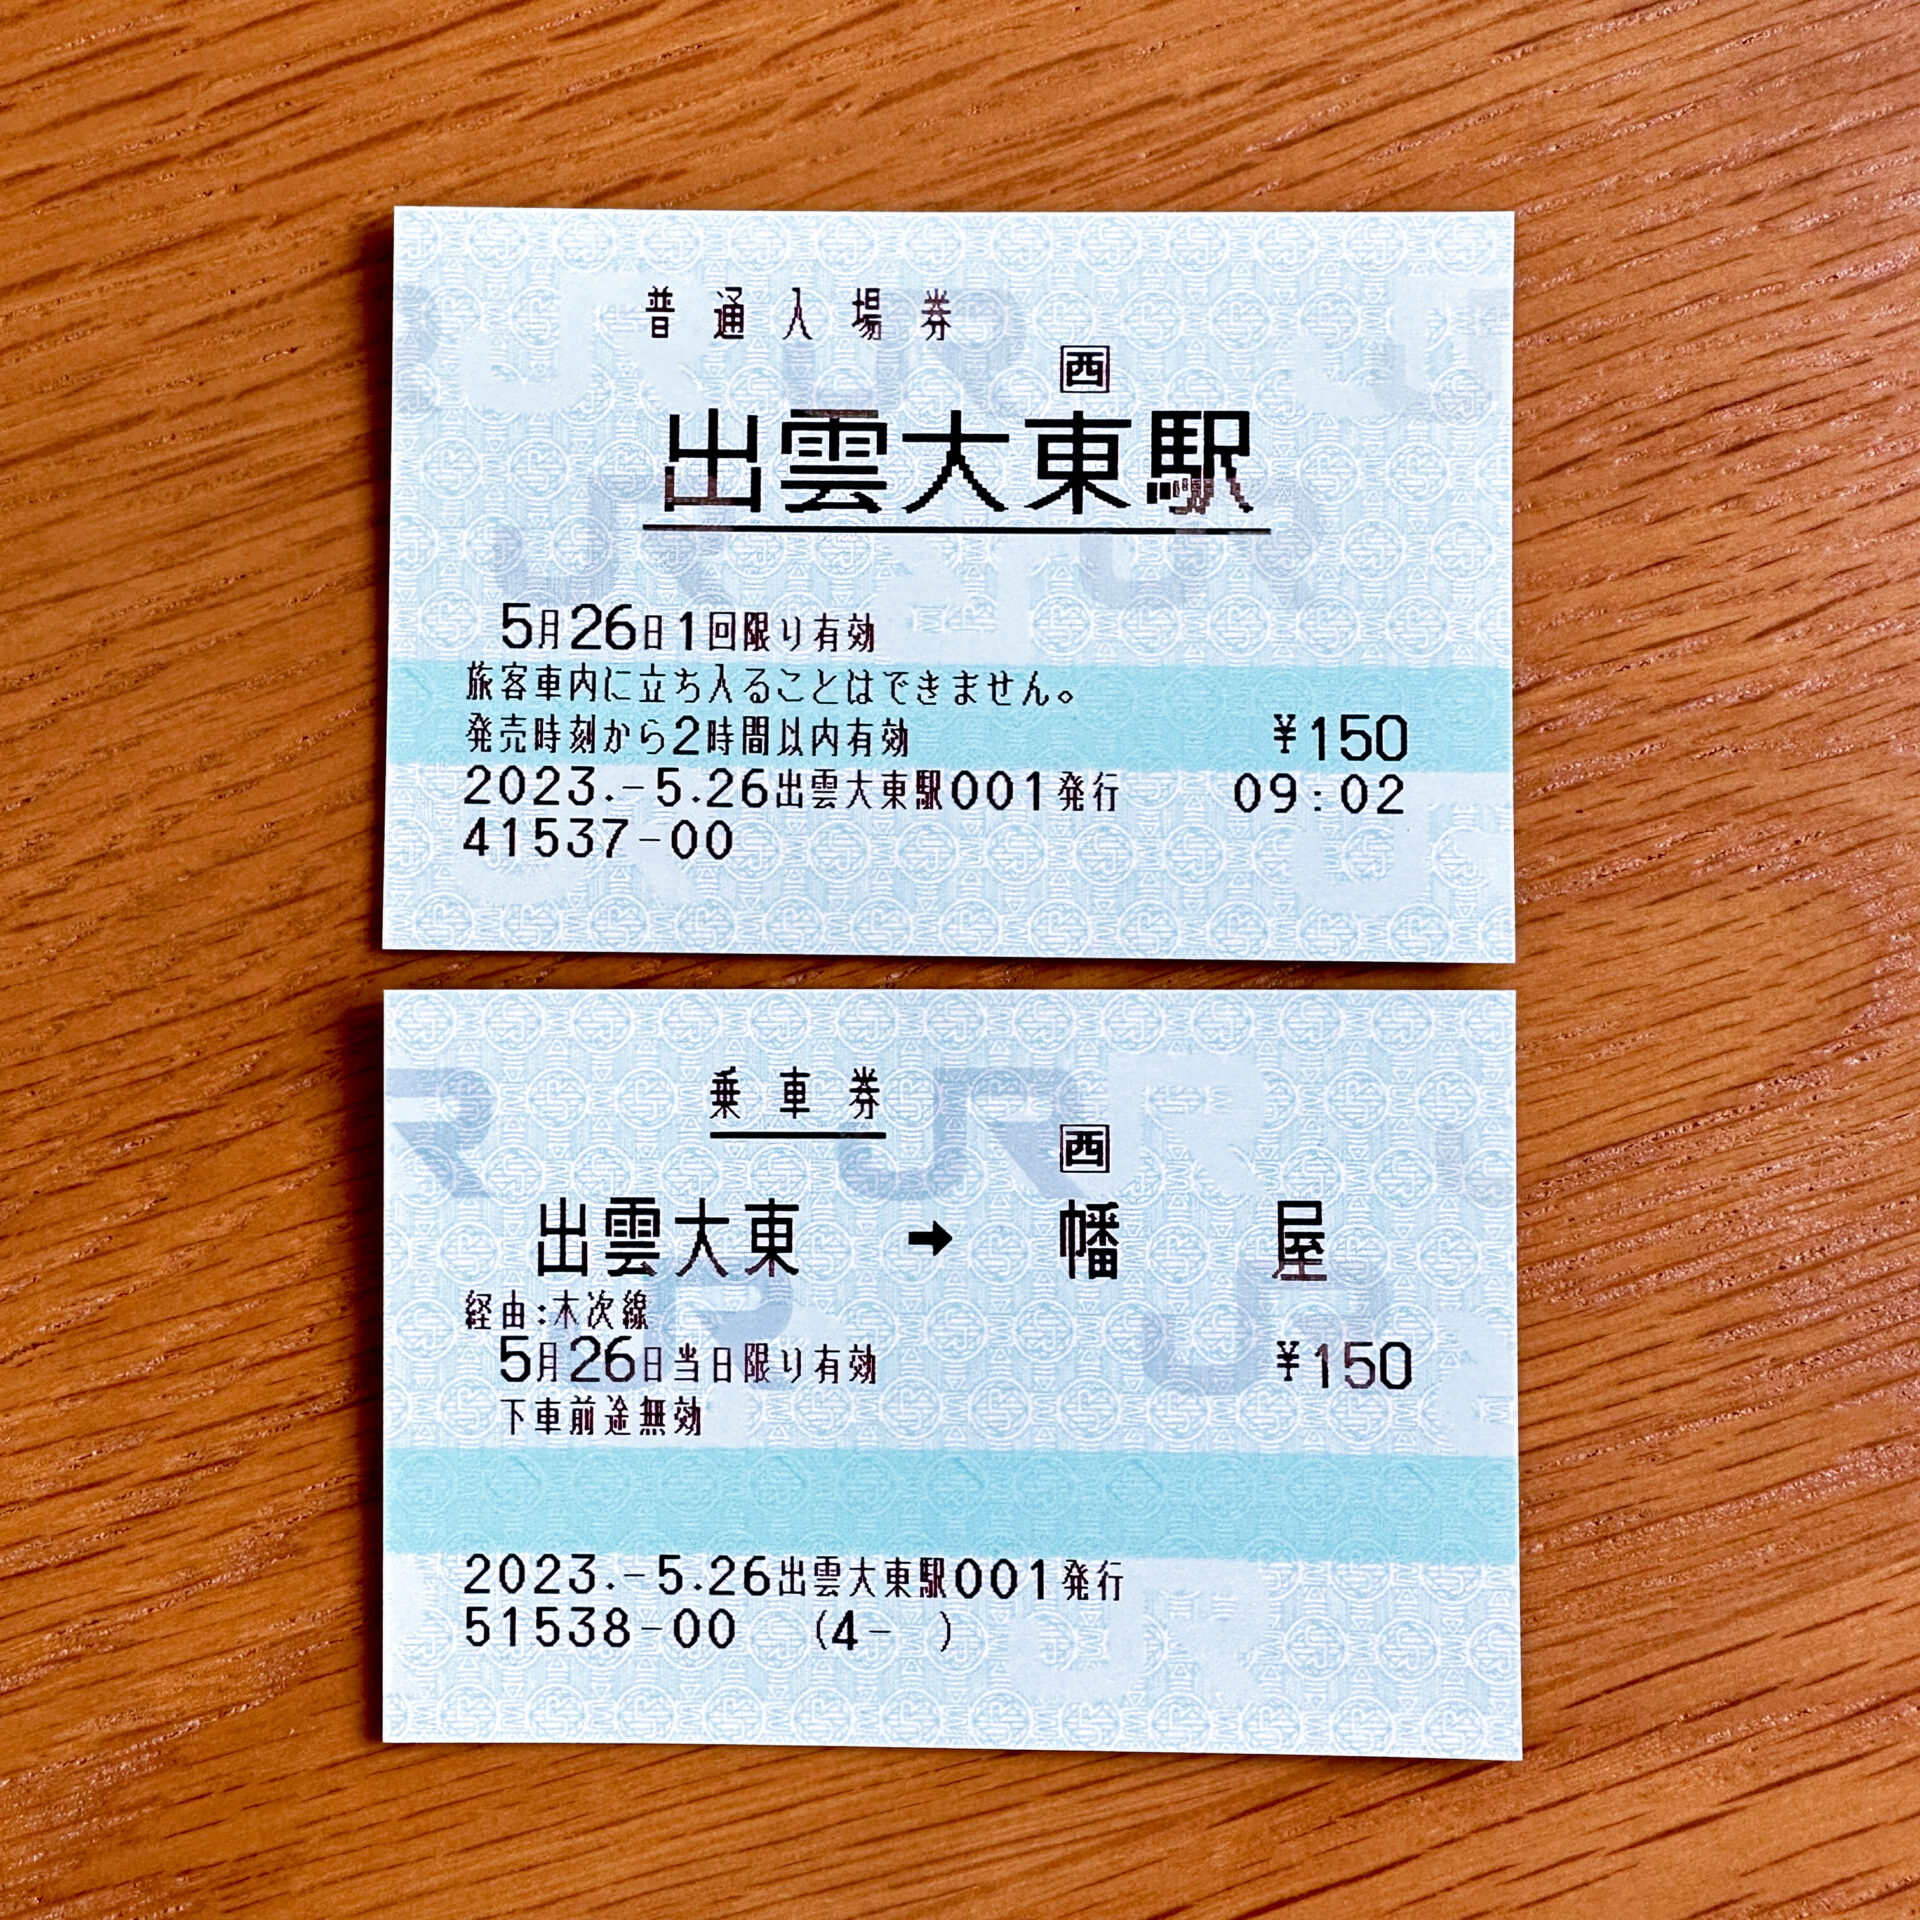 普通入場券
西
出雲大東駅
5月26日1回限り有効
旅客車内に立ち入ることはできません。
発売時刻から2時間以内有効 ¥150
2023.-5.26出雲大東駅001発行 09:02
41537-00
乗車券
西
出雲大東 → 幡屋
経由:木次線
5月26日当日限り有効 ¥150
下車前途無効
2023.-5.26出雲大東駅001発行
51538-00 (4- )